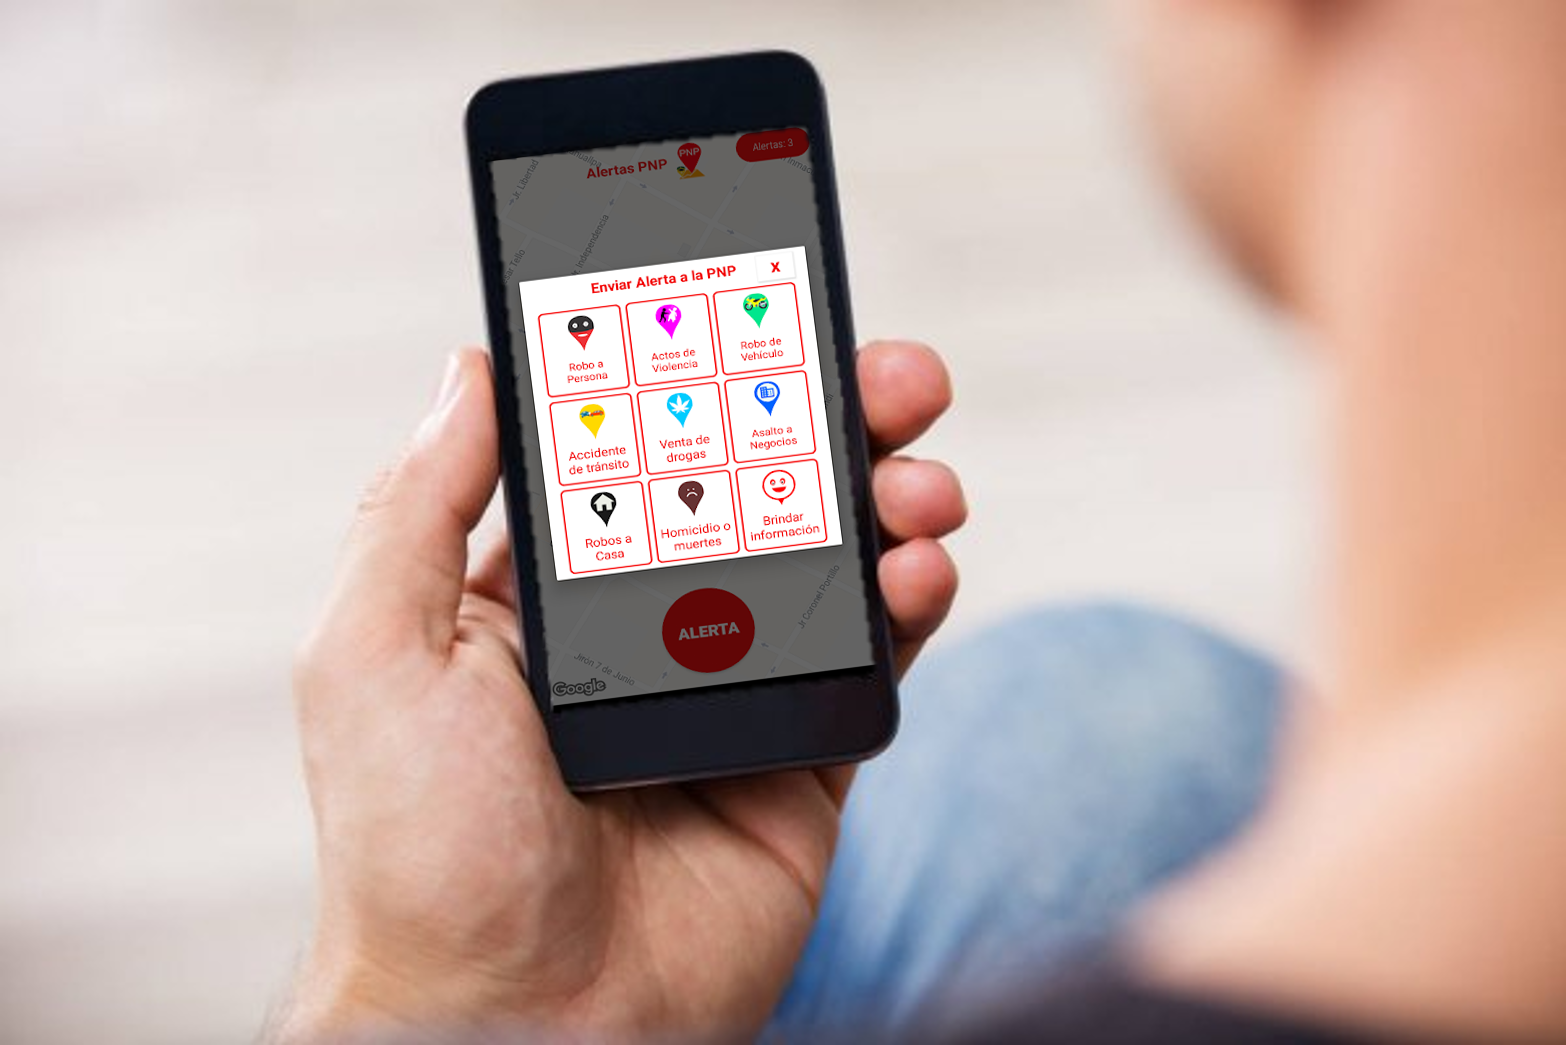 Alertas PNP
PNP
Alertas: 3
Jr. Libertad
Jr. Independencia
Tello
Enviar Alerta a la PNP
X
Robo a
Persona
Actos de
Violencia
Robo de
Vehículo
Accidente
de tránsito
Venta de
drogas
Asalto a
Negocios
Robos a
Casa
Homicidio o
muertes
Brindar
información
Jr Coronel Portillo
ALERTA
Jirón 7 de Junio
Google